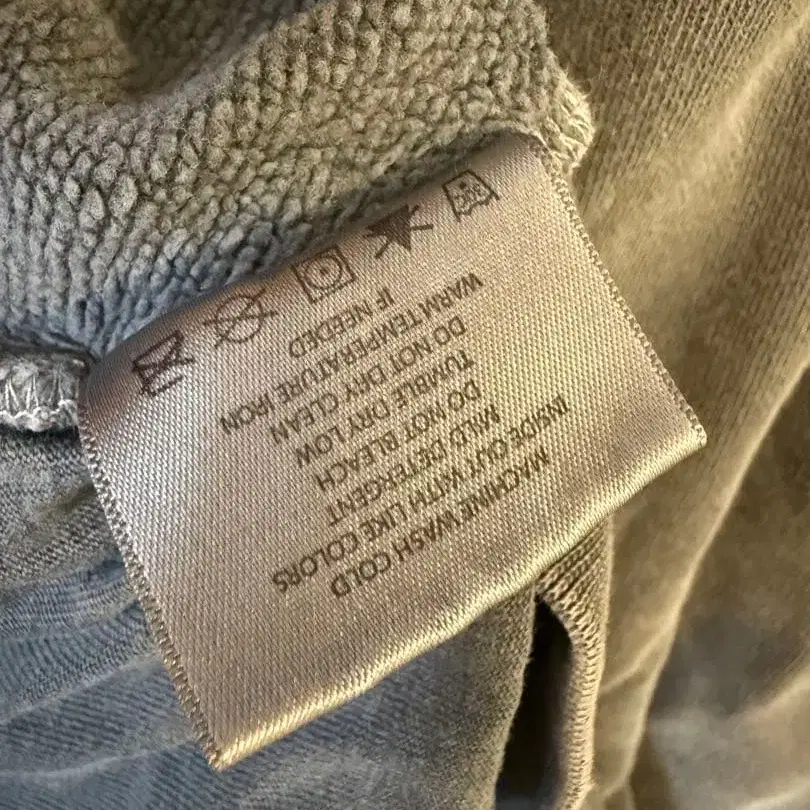 MACHINE WASH COLD
INSIDE OUT WITH LIKE COLORS
MILD DETERGENT
DO NOT BLEACH
TUMBLE DRY LOW
DO NOT DRY CLEAN
WARM TEMPERATURE IRON
IF NEEDED